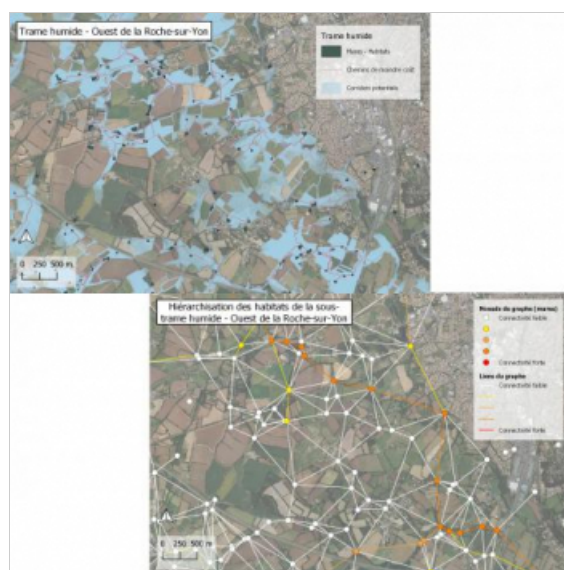 Trame humide - Ouest de la Roche-sur-Yon
Trame humide
Mares - Habitats
Chemins de moindre coût
Corridors potentiels
0 250 500 m
Hiérarchisation des habitats de la sous-
trame humide - Ouest de la Roche-sur-Yon
Noeuds du graphe (mares)
Connectivité faible
Connectivité forte
Liens du graphe
Connectivité faible
Connectivité forte
0 250 500 m